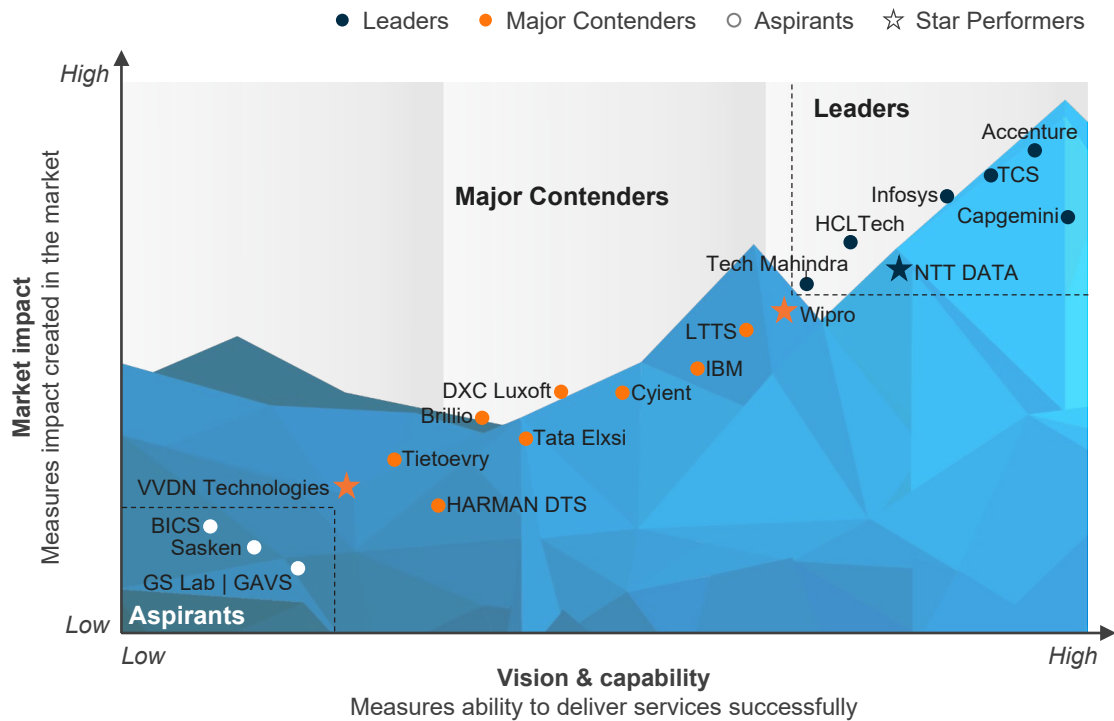 Leaders
Major Contenders
Aspirants
Star Performers
High
Leaders
Accenture
TCS
Major Contenders
Infosys
Capgemini
HCLTech
Tech Mahindra
NTT DATA
Wipro
LTTS
IBM
DXC Luxoft
Cyient
Brillio
Tata Elxsi
Tietoevry
VVDN Technologies
HARMAN DTS
BICS
Sasken
GS Lab | GAVS
Aspirants
Market impact
Measures impact created in the market
Low
Low
High
Vision & capability
Measures ability to deliver services successfully